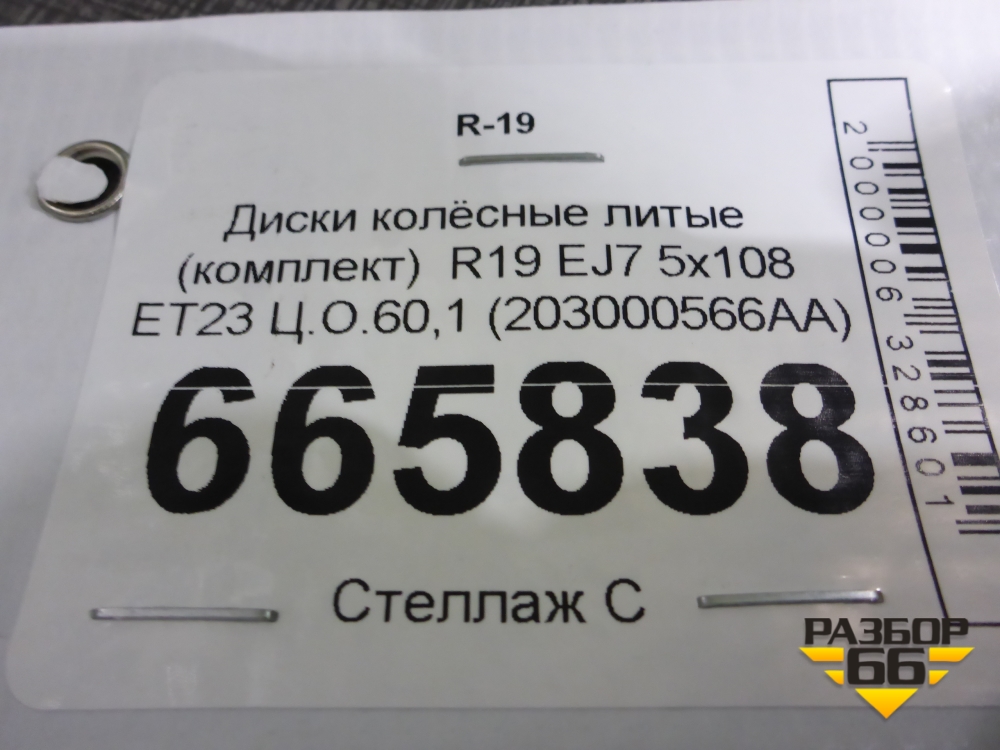 R-19
Диски колёсные литые
(комплект) R19 EJ7 5x108
ET23 Ц.О.60,1 (203000566AA)
665838
Стеллаж С
2000006328601
РАЗБОР
66